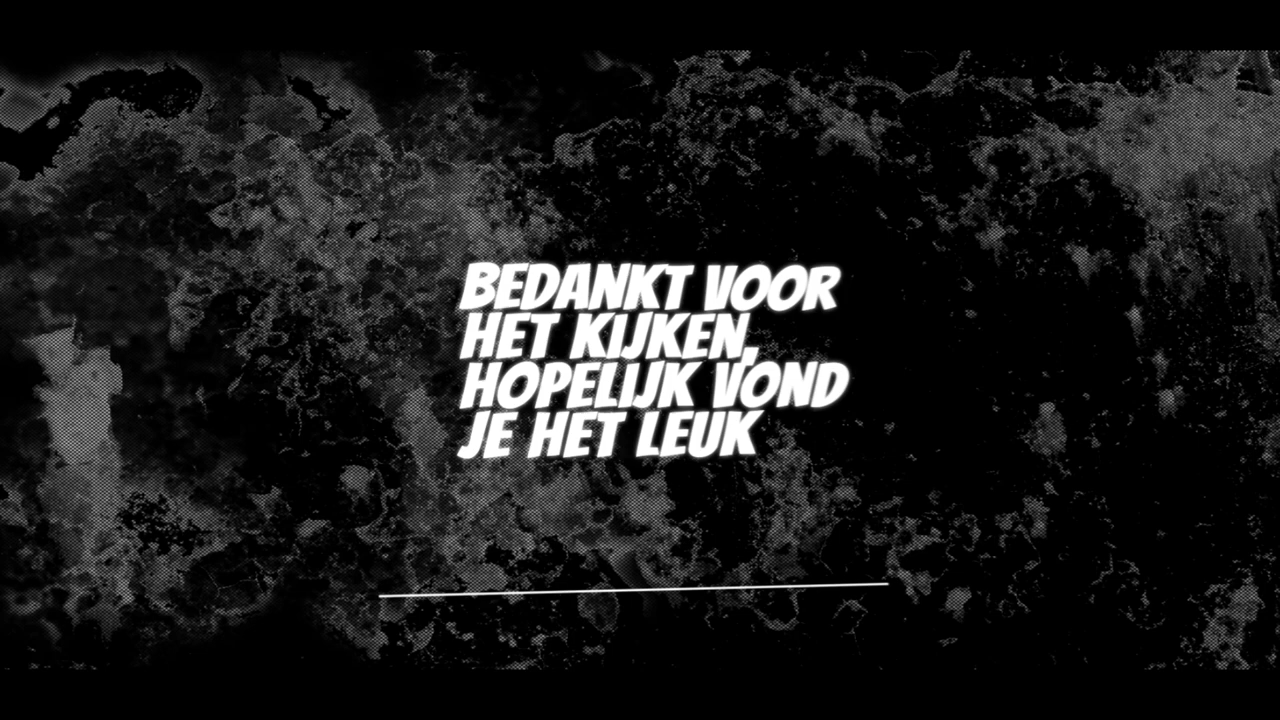 BEDANKT VOOR
HET KIJKEN,
HOPELIJK VOND
JE HET LEUK